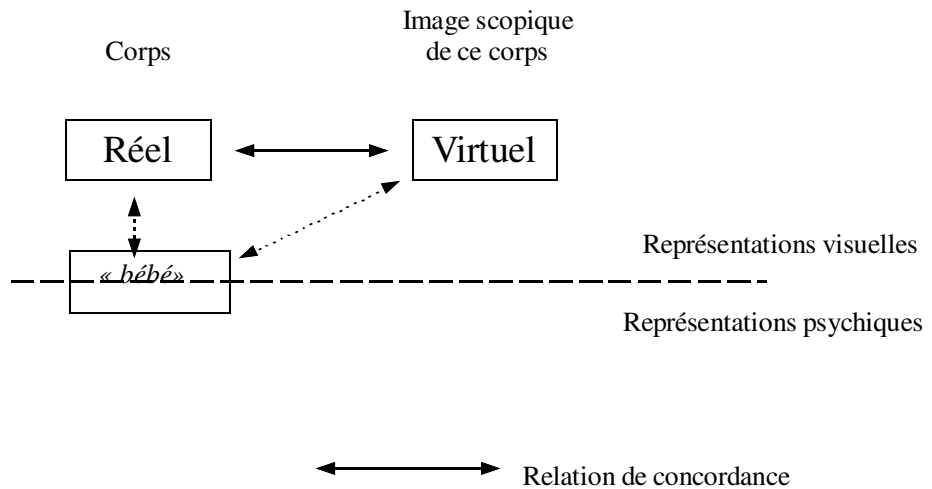 Corps
Image scopique
de ce corps
Réel
Virtuel
« bébé»
Représentations visuelles
Représentations psychiques
Relation de concordance